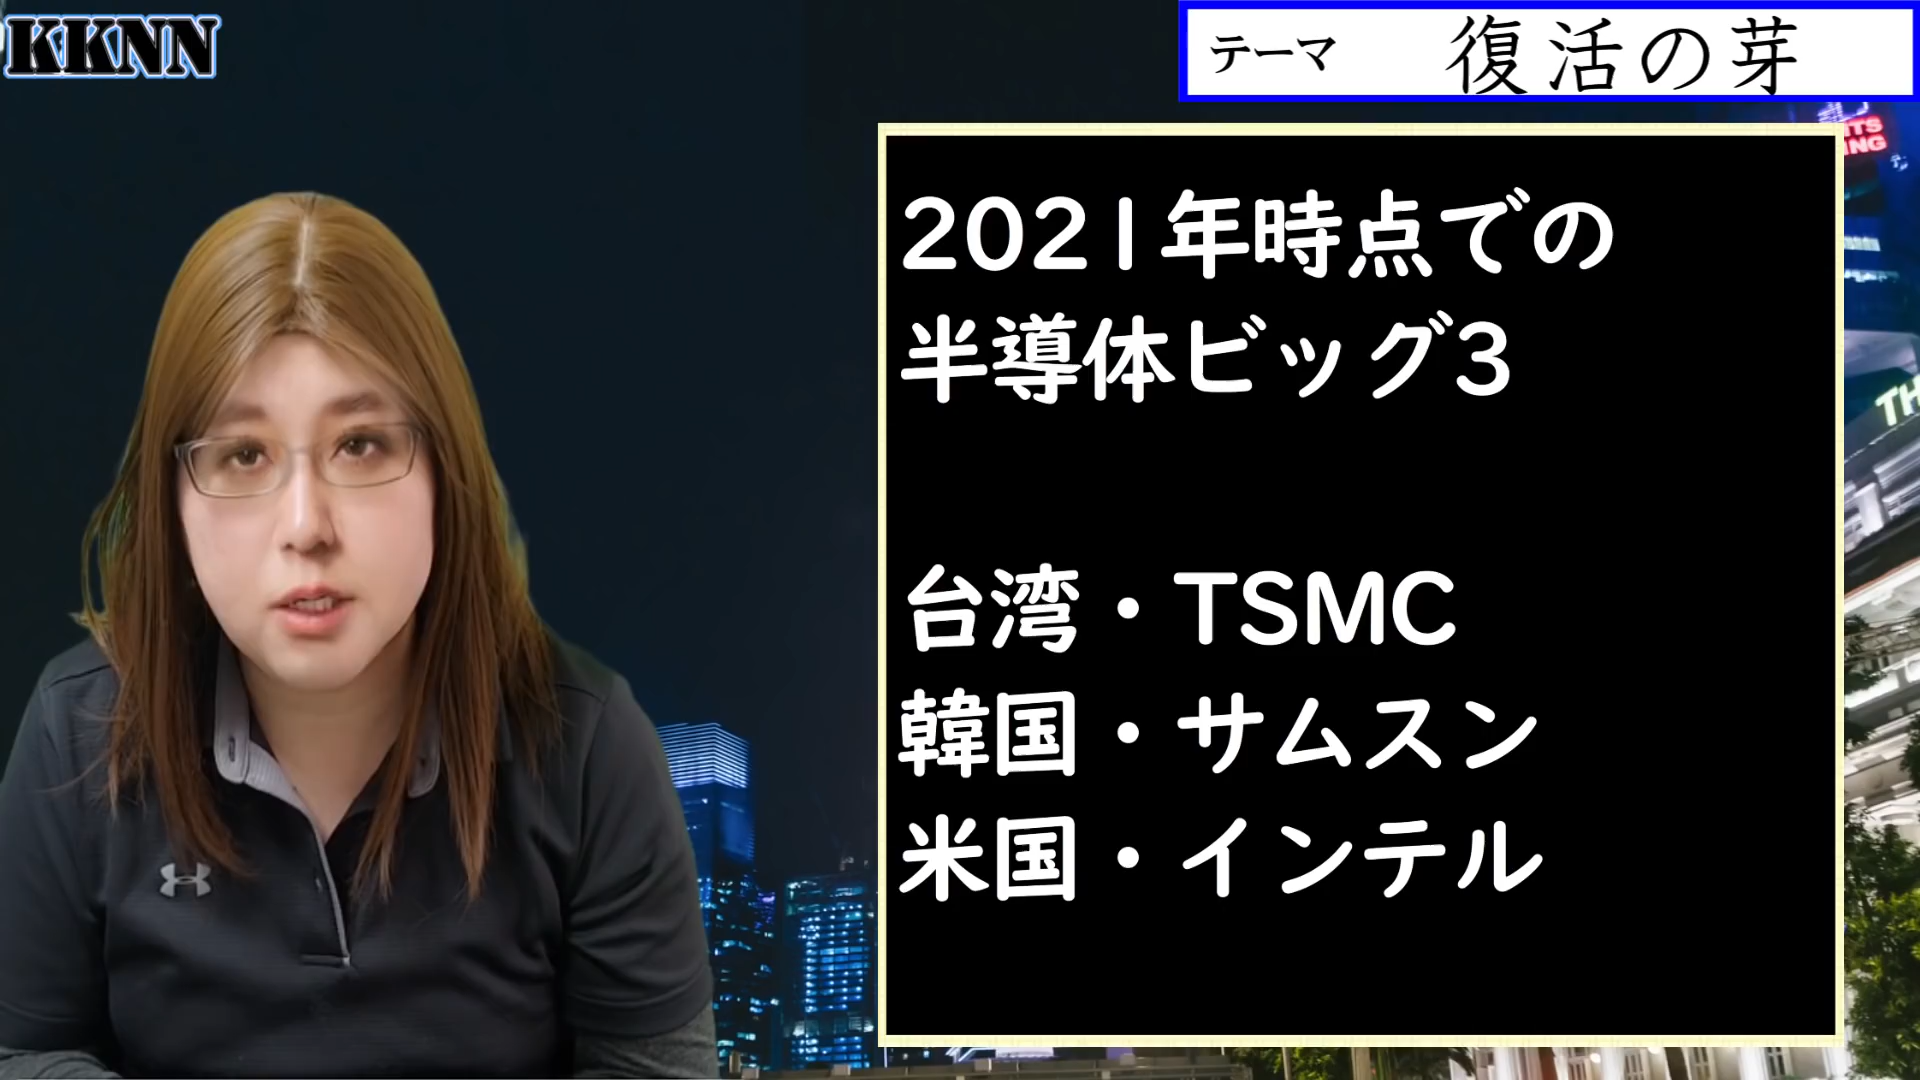 KKNN
テーマ 復活の芽
2021年時点での
半導体ビッグ3
台湾・TSMC
韓国・サムスン
米国・インテル